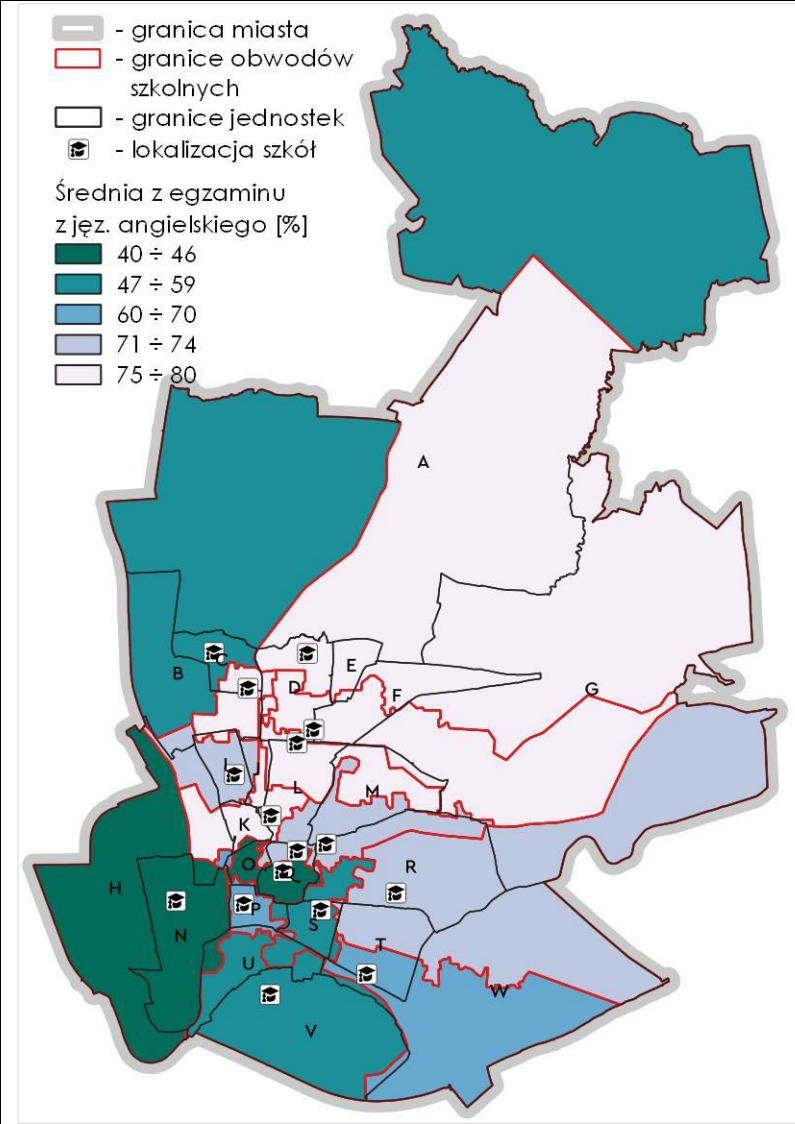 - granica miasta
- granice obwodów
szkolnych
- granice jednostek
- lokalizacja szkół
Średnia z egzaminu
z jęz. angielskiego [%]
40 ÷ 46
47 ÷ 59
60 ÷ 70
71 ÷ 74
75 ÷ 80
A
B
C
D
E
F
G
I
J
L
M
K
O
H
N
P
Q
R
S
T
U
V
W